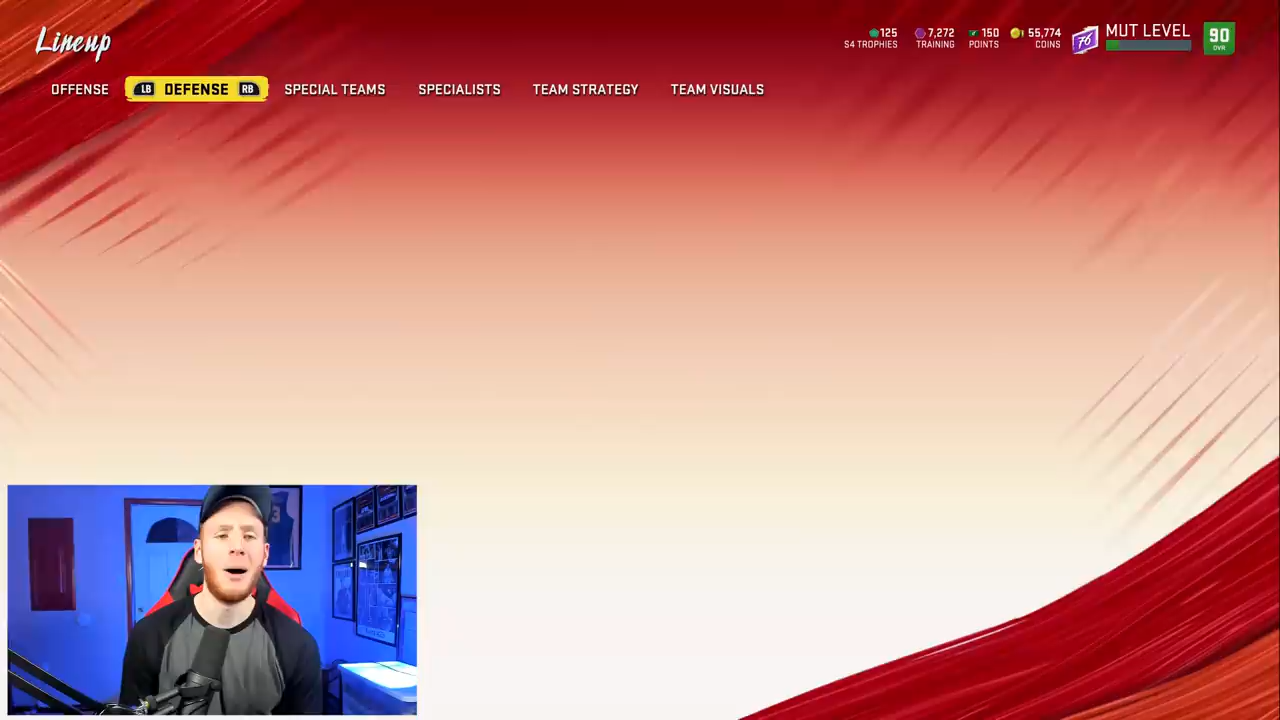 Lineup
125
S4 TROPHIES
7,272
TRAINING
150
POINTS
55,774
COINS
76
MUT LEVEL
90
OVR
OFFENSE
LB DEFENSE RB
SPECIAL TEAMS
SPECIALISTS
TEAM STRATEGY
TEAM VISUALS
3